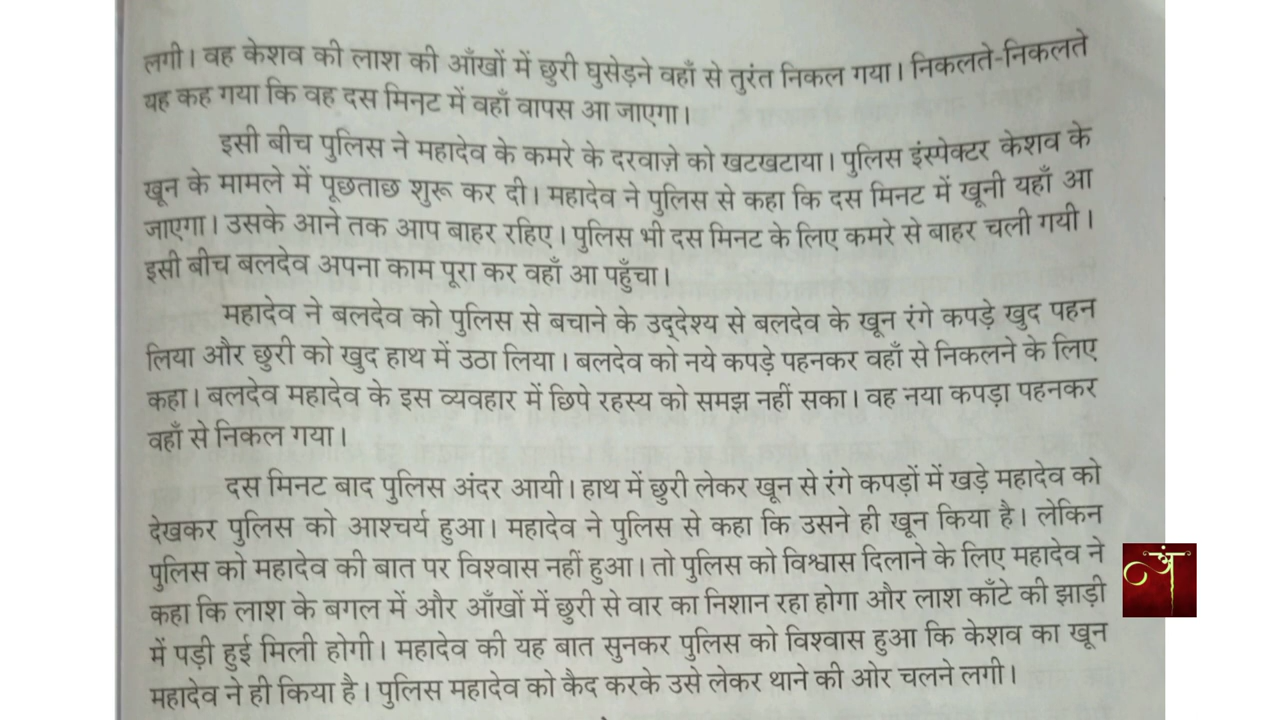 लगी। वह केशव की लाश की आँखों में छुरी घुसेड़ने वहाँ से तुरंत निकल गया। निकलते-निकलते
यह कह गया कि वह दस मिनट में वहाँ वापस आ जाएगा।
इसी बीच पुलिस ने महादेव के कमरे के दरवाज़े को खटखटाया। पुलिस इंस्पेक्टर केशव के
खून के मामले में पूछताछ शुरू कर दी। महादेव ने पुलिस से कहा कि दस मिनट में खूनी यहाँ आ
जाएगा। उसके आने तक आप बाहर रहिए। पुलिस भी दस मिनट के लिए कमरे से बाहर चली गयी।
इसी बीच बलदेव अपना काम पूरा कर वहाँ आ पहुँचा।
महादेव ने बलदेव को पुलिस से बचाने के उद्देश्य से बलदेव के खून रंगे कपड़े खुद पहन
लिया और छुरी को खुद हाथ में उठा लिया। बलदेव को नये कपड़े पहनकर वहाँ से निकलने के लिए
कहा। बलदेव महादेव के इस व्यवहार में छिपे रहस्य को समझ नहीं सका। वह नया कपड़ा पहनकर
वहाँ से निकल गया।
दस मिनट बाद पुलिस अंदर आयी। हाथ में छुरी लेकर खून से रंगे कपड़ों में खड़े महादेव को
देखकर पुलिस को आश्चर्य हुआ। महादेव ने पुलिस से कहा कि उसने ही खून किया है। लेकिन
पुलिस को महादेव की बात पर विश्वास नहीं हुआ। तो पुलिस को विश्वास दिलाने के लिए महादेव ने
कहा कि लाश के बगल में और आँखों में छुरी से वार का निशान रहा होगा और लाश काँटे की झाड़ी
में पड़ी हुई मिली होगी। महादेव की यह बात सुनकर पुलिस को विश्वास हुआ कि केशव का खून
महादेव ने ही किया है। पुलिस महादेव को कैद करके उसे लेकर थाने की ओर चलने लगी।